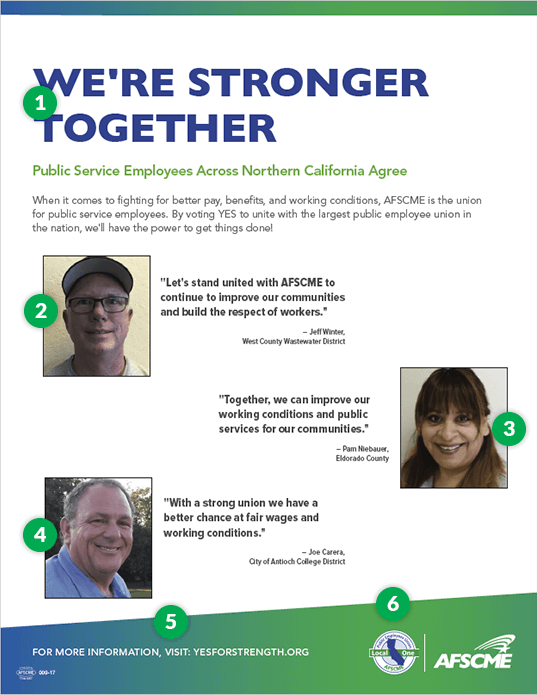 WE'RE STRONGER
TOGETHER
1
Public Service Employees Across Northern California Agree
When it comes to fighting for better pay, benefits, and working conditions, AFSCME is the union
for public service employees. By voting YES to unite with the largest public employee union in
the nation, we'll have the power to get things done!
2
"Let's stand united with AFSCME to
continue to improve our communities
and build the respect of workers."
– Jeff Winter,
West County Wastewater District
"Together, we can improve our
working conditions and public
services for our communities."
– Pam Niebauer,
Eldorado County
3
4
"With a strong union we have a
better chance at fair wages and
working conditions."
– Joe Carera,
City of Antioch College District
5
6
FOR MORE INFORMATION, VISIT: YESFORSTRENGTH.ORG
Local One
AFSCME
AFSCME
AFSCME
009-17